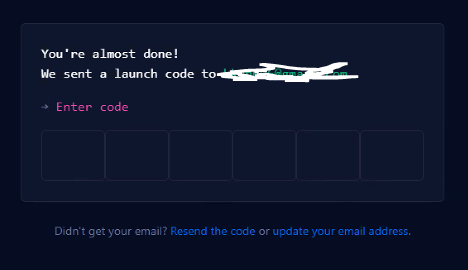 You're almost done!
We sent a launch code to
→ Enter code
Didn't get your email? Resend the code or update your email address.